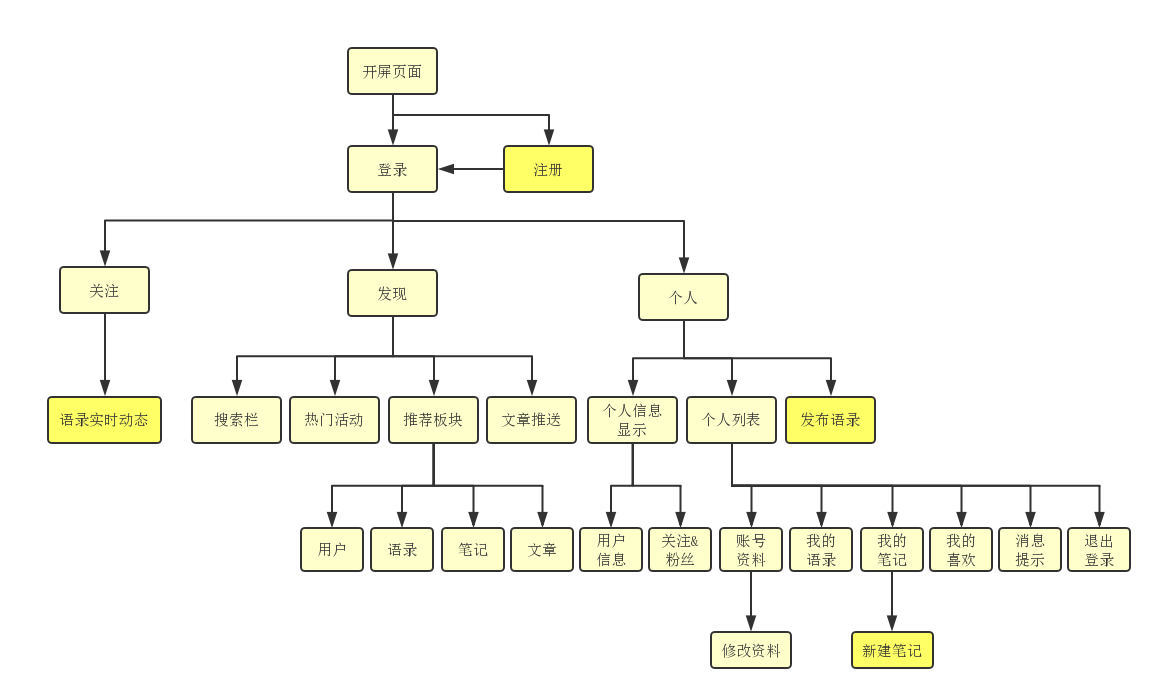 开屏页面
登录
注册
关注
发现
个人
语录实时动态
搜索栏
热门活动
推荐板块
文章推送
个人信息
显示
个人列表
发布语录
用户
语录
笔记
文章
用户
信息
关注&
粉丝
账号
资料
我的
语录
我的
笔记
我的
喜欢
消息
提示
退出
登录
修改资料
新建笔记